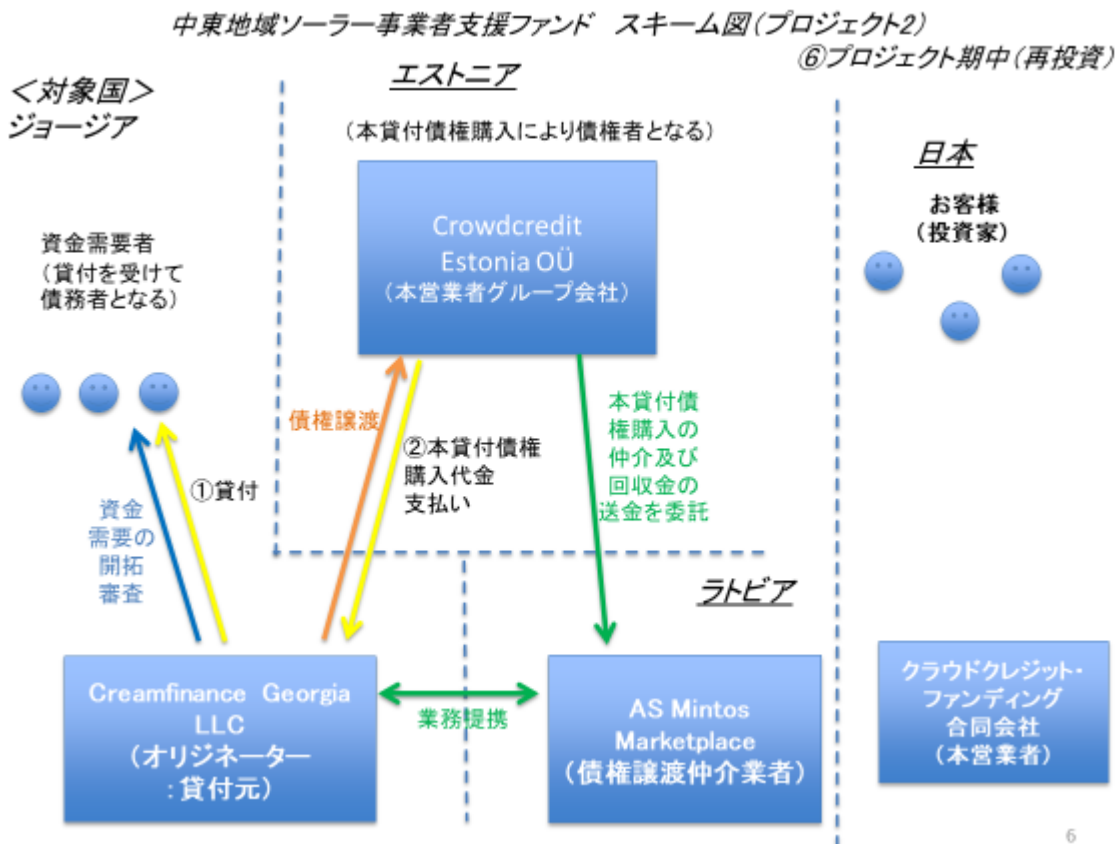 中東地域ソーラー事業者支援ファンド　スキーム図(プロジェクト2)
⑥プロジェクト期中(再投資)
＜対象国＞
ジョージア
エストニア
(本貸付債権購入により債権者となる)
日本
お客様
(投資家)
資金需要者
(貸付を受けて
債務者となる)
Crowdcredit
Estonia OÜ
(本営業者グループ会社)
債権譲渡
②本貸付債権
購入代金
支払い
本貸付債
権購入の
仲介及び
回収金の
送金を委託
①貸付
資金
需要の
開拓
審査
ラトビア
Creamfinance Georgia
LLC
(オリジネーター
:貸付元)
業務提携
AS Mintos
Marketplace
(債権譲渡仲介業者)
クラウドクレジット・
ファンディング
合同会社
(本営業者)
6